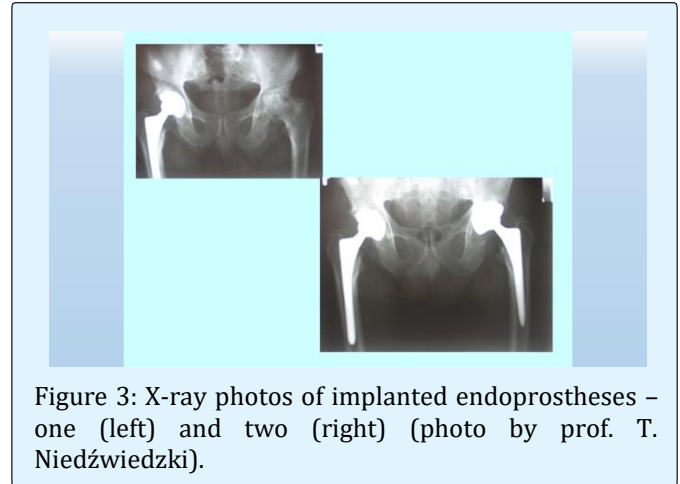 Figure 3: X-ray photos of implanted endoprostheses –
one (left) and two (right) (photo by prof. T.
Niedźwiedzki).